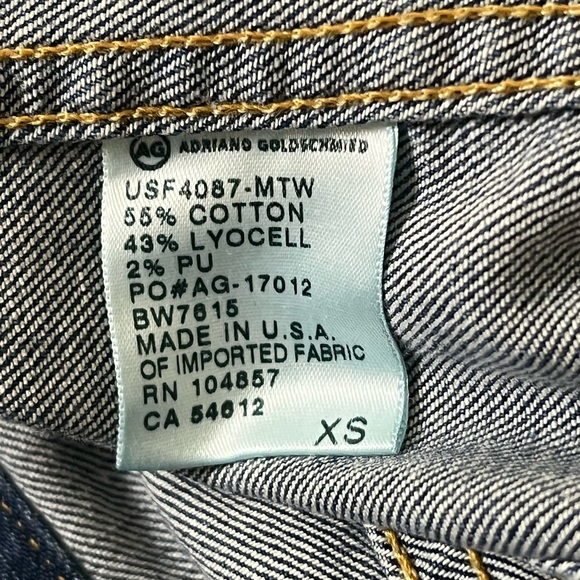 AG ADRIANO GOLDSCHMIED
USF4087-MTW
55% COTTON
43% LYOCELL
2% PU
PO#AG-17012
BW7615
MADE IN U.S.A.
OF IMPORTED FABRIC
RN 104857
CA 54612
XS